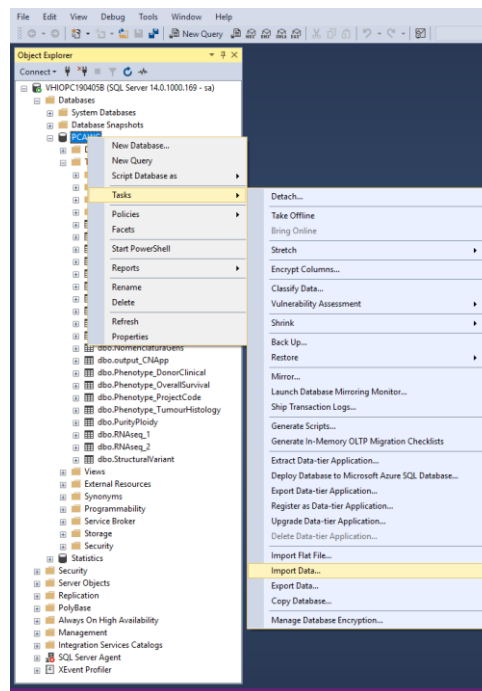 File Edit View Debug Tools Window Help
New Query
Object Explorer
Connect
VHIOPC190405B (SQL Server 14.0.1000.169 - sa)
Databases
System Databases
Database Snapshots
New Database...
New Query
Script Database as
Tasks
Policies
Facets
Start PowerShell
Reports
Rename
Delete
Refresh
Properties
Detach...
Take Offline
Bring Online
Stretch
Encrypt Columns...
Classify Data...
Vulnerability Assessment
Shrink
Back Up...
Restore
Mirror...
Launch Database Mirroring Monitor...
Ship Transaction Logs...
Generate Scripts...
Generate In-Memory OLTP Migration Checklists
Extract Data-tier Application...
Deploy Database to Microsoft Azure SQL Database...
Export Data-tier Application...
Register as Data-tier Application...
Upgrade Data-tier Application...
Delete Data-tier Application...
Import Flat File...
Import Data...
Export Data...
Copy Database...
Manage Database Encryption...
dbo.NomenclaturaGens
dbo.output_CNApp
dbo.Phenotype_DonorClinical
dbo.Phenotype_OverallSurvival
dbo.Phenotype_ProjectCode
dbo.Phenotype_TumourHistology
dbo.PurityPloidy
dbo.RNAseq_1
dbo.RNAseq_2
dbo.StructuralVariant
Views
External Resources
Synonyms
Programmability
Service Broker
Storage
Security
Statistics
Security
Server Objects
Replication
PolyBase
Always On High Availability
Management
Integration Services Catalogs
SQL Server Agent
XEvent Profiler